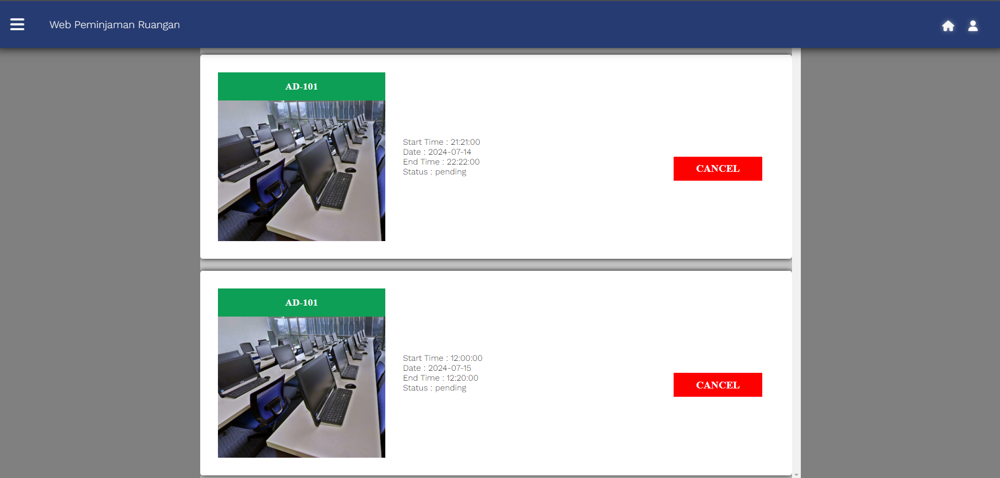 Web Peminjaman Ruangan
AD-101
Start Time : 21:21:00
Date : 2024-07-14
End Time : 22:22:00
Status : pending
CANCEL
AD-101
Start Time : 12:00:00
Date : 2024-07-15
End Time : 12:20:00
Status : pending
CANCEL